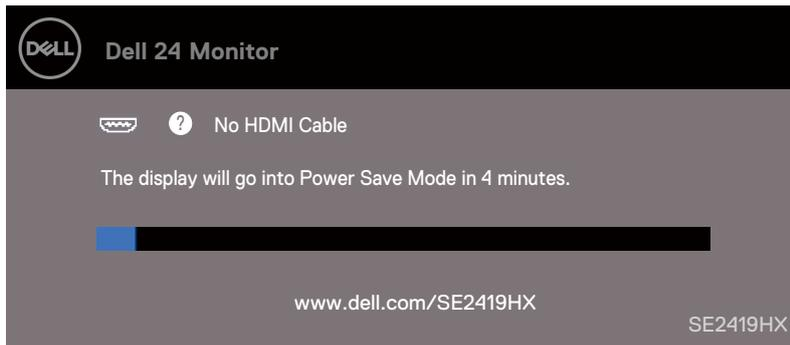 DELL
Dell 24 Monitor
? No HDMI Cable
The display will go into Power Save Mode in 4 minutes.
www.dell.com/SE2419HX
SE2419HX